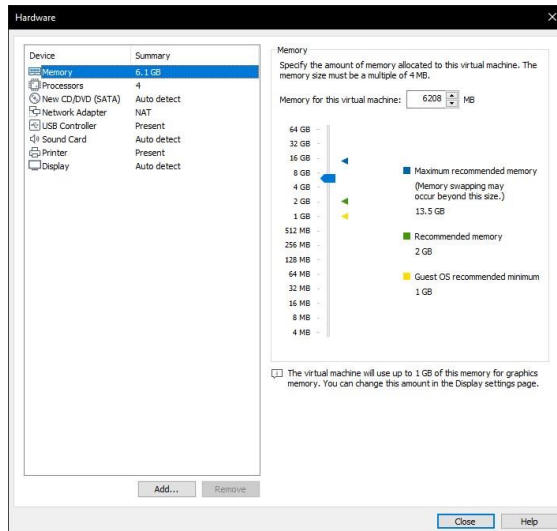 Hardware
Device Summary
Memory 6.1 GB
Processors 4
New CD/DVD (SATA) Auto detect
Network Adapter NAT
USB Controller Present
Sound Card Auto detect
Printer Present
Display Auto detect
Add...
Remove
Memory
Specify the amount of memory allocated to this virtual machine. The
memory size must be a multiple of 4 MB.
Memory for this virtual machine: 6208 MB
64 GB
32 GB
16 GB
8 GB
4 GB
2 GB
1 GB
512 MB
256 MB
128 MB
64 MB
32 MB
16 MB
8 MB
4 MB
Maximum recommended memory
(Memory swapping may
occur beyond this size.)
13.5 GB
Recommended memory
2 GB
Guest OS recommended minimum
1 GB
The virtual machine will use up to 1 GB of this memory for graphics
memory. You can change this amount in the Display settings page.
Close
Help